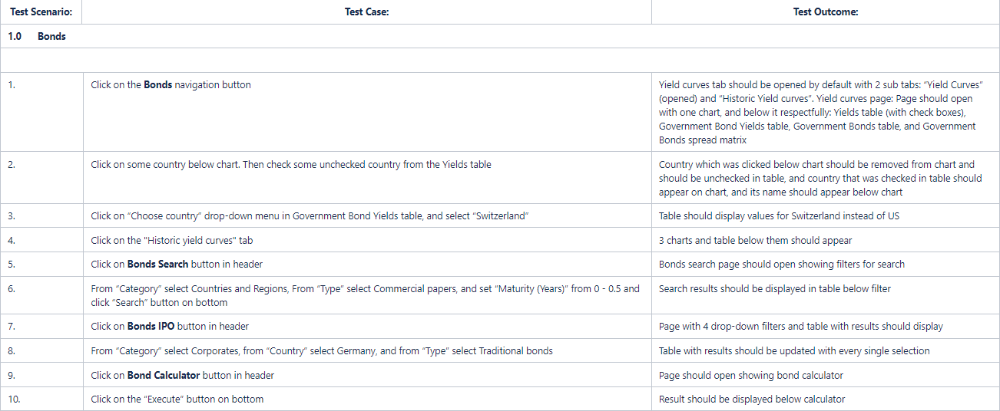 Test Scenario: Test Case: Test Outcome:
1.0 Bonds
1. Click on the Bonds navigation button
Yield curves tab should be opened by default with 2 sub tabs: “Yield Curves”
(opened) and “Historic Yield curves”. Yield curves page: Page should open
with one chart, and below it respectfully: Yields table (with check boxes),
Government Bond Yields table, Government Bonds table, and Government
Bonds spread matrix
2. Click on some country below chart. Then check some unchecked country from the Yields table
Country which was clicked below chart should be removed from chart and
should be unchecked in table, and country that was checked in table should
appear on chart, and its name should appear below chart
3. Click on “Choose country” drop-down menu in Government Bond Yields table, and select “Switzerland”
Table should display values for Switzerland instead of US
4. Click on the "Historic yield curves" tab
3 charts and table below them should appear
5. Click on Bonds Search button in header
Bonds search page should open showing filters for search
6. From “Category” select Countries and Regions, From “Type” select Commercial papers, and set “Maturity (Years)” from 0 - 0.5 and
click “Search” button on bottom
Search results should be displayed in table below filter
7. Click on Bonds IPO button in header
Page with 4 drop-down filters and table with results should display
8. From “Category” select Corporates, from “Country” select Germany, and from “Type” select Traditional bonds
Table with results should be updated with every single selection
9. Click on Bond Calculator button in header
Page should open showing bond calculator
10. Click on the “Execute” button on bottom
Result should be displayed below calculator